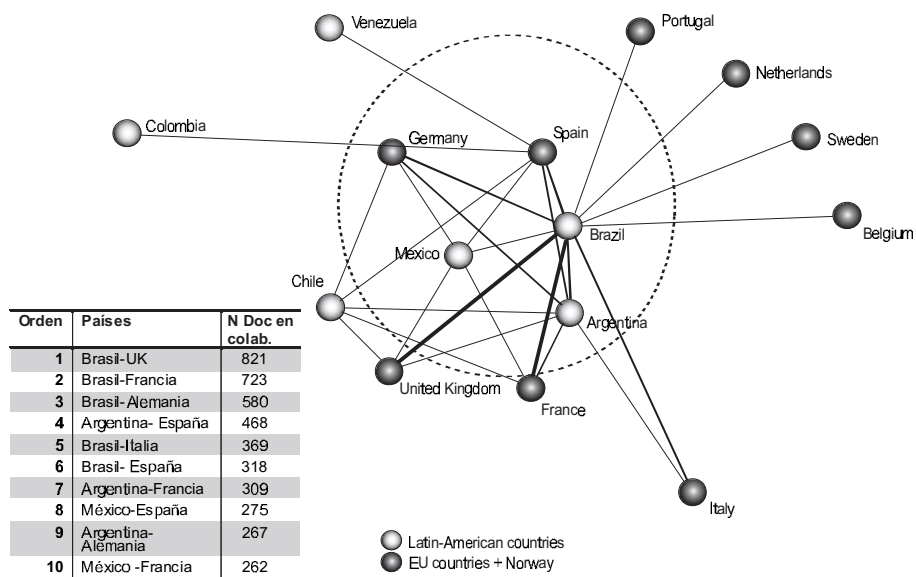 Venezuela
Portugal
Netherlands
Colombia
Germany
Spain
Sweden
Brazil
Belgium
Mexico
Chile
Argentina
United Kingdom
France
Italy
Orden Países N Doc en
colab.
1 Brasil-UK 821
2 Brasil-Francia 723
3 Brasil-Alemania 580
4 Argentina- España 468
5 Brasil-Italia 369
6 Brasil- España 318
7 Argentina-Francia 309
8 México-España 275
9 Argentina- 267
Alemania
10 México -Francia 262
Latin-American countries
EU countries + Norway